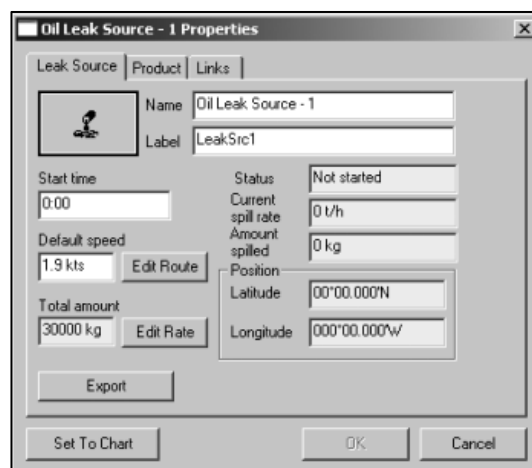 Oil Leak Source - 1 Properties
Leak Source Product Links
Name Oil Leak Source - 1
Label LeakSrc1
Start time
0:00
Status Not started
Current spill rate 0 t/h
Amount spilled 0 kg
Default speed
1.9 kts Edit Route
Position
Latitude 00°00.000'N
Longitude 000°00.000'W
Total amount
30000 kg Edit Rate
Export
Set To Chart OK Cancel